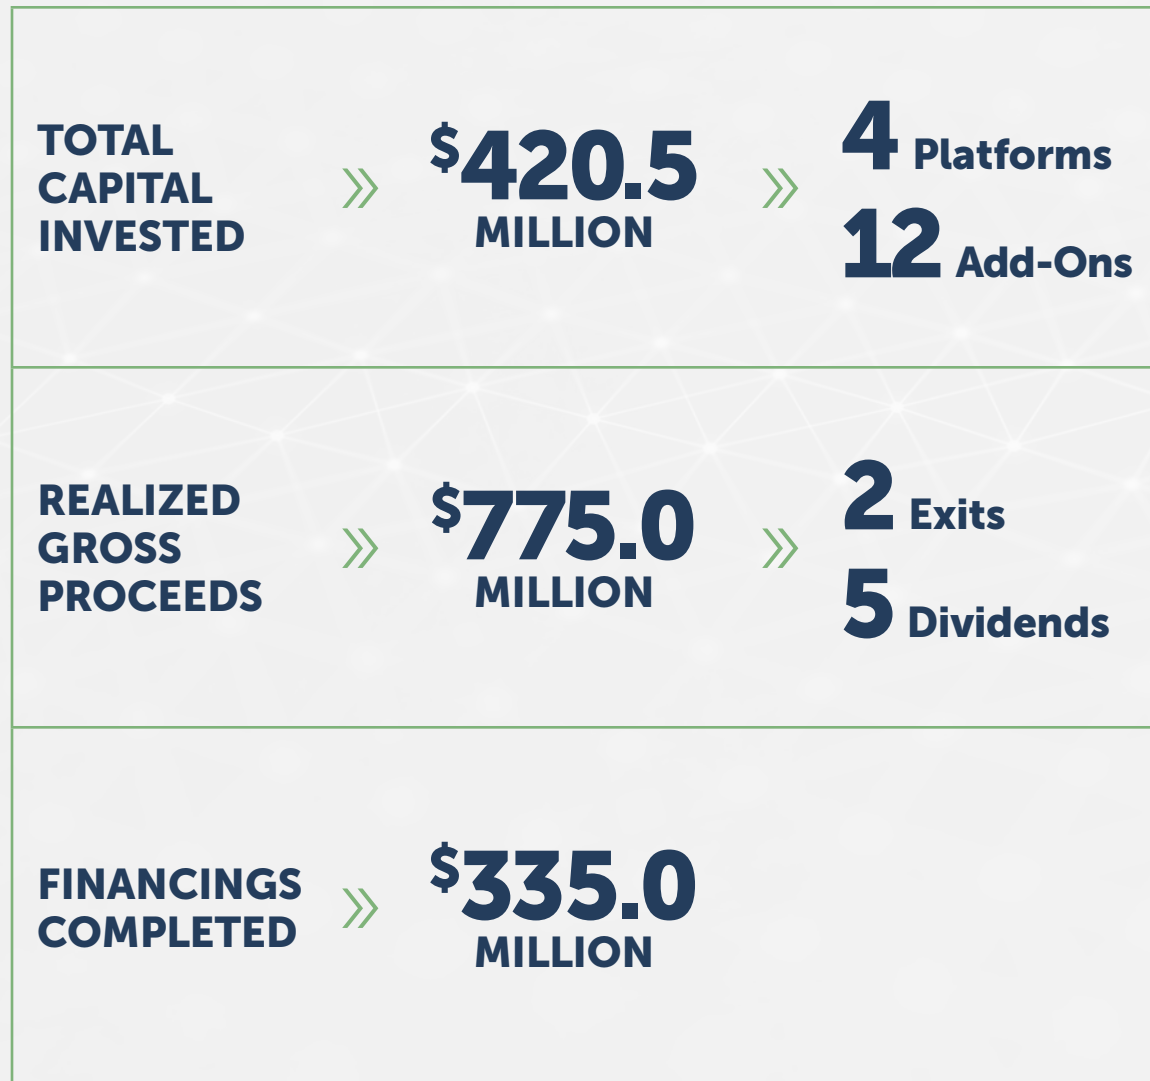 TOTAL
CAPITAL
INVESTED
»
$420.5
MILLION
»
4 Platforms
12 Add-Ons
REALIZED
GROSS
PROCEEDS
»
$775.0
MILLION
»
2 Exits
5 Dividends
FINANCINGS
COMPLETED
»
$335.0
MILLION